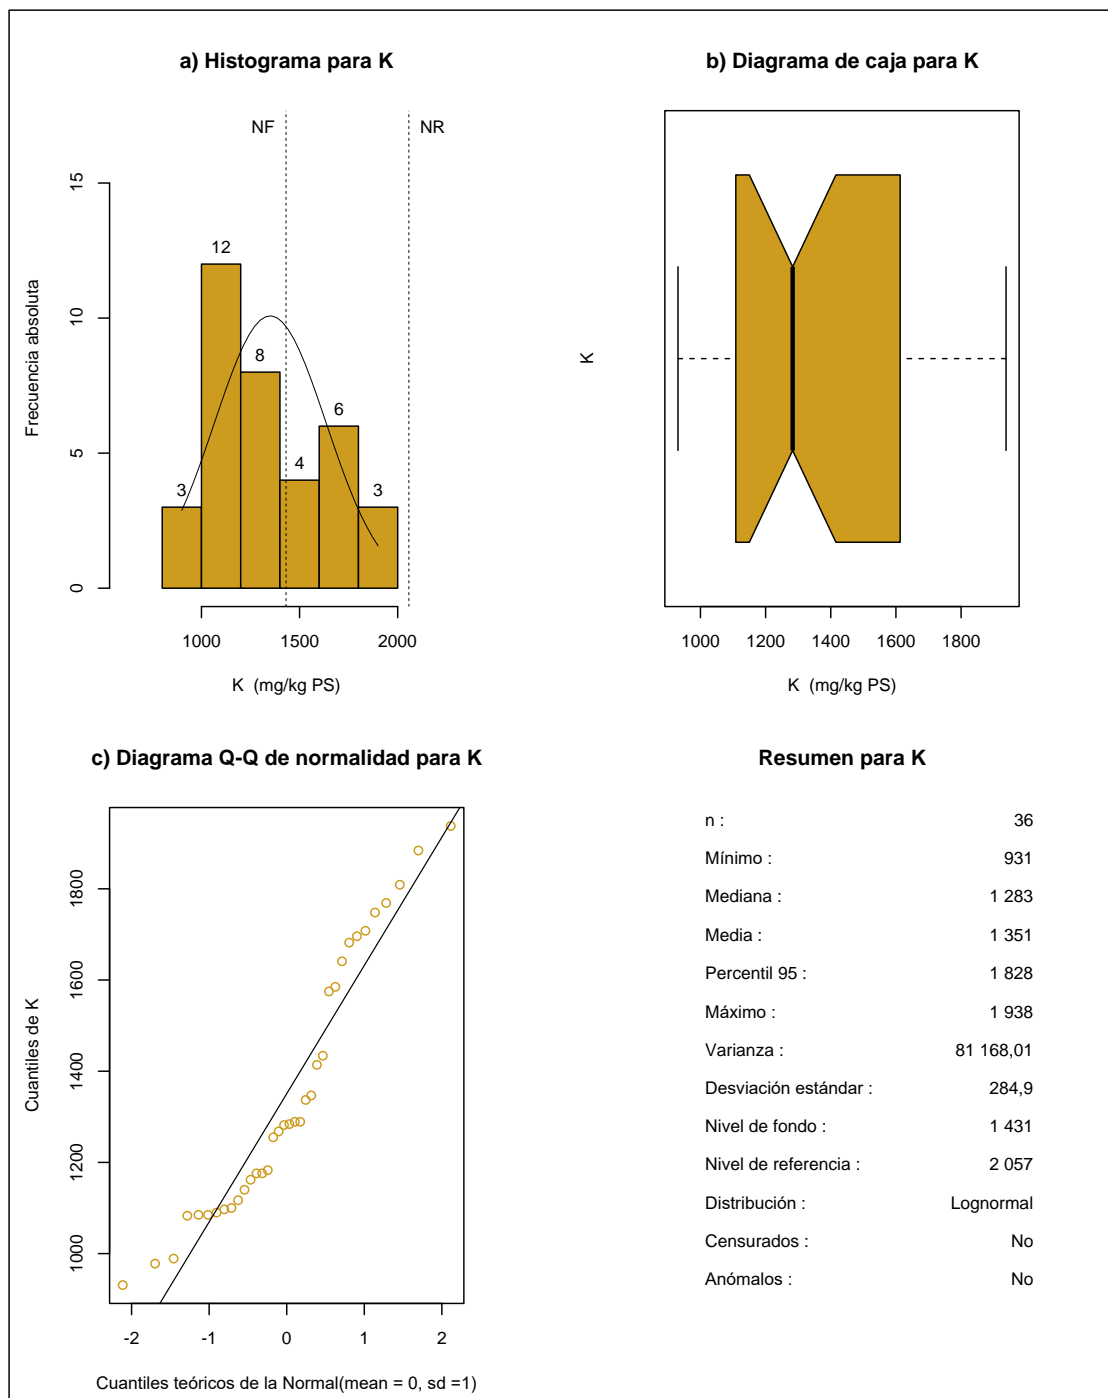 a) Histograma para K
NF
NR
Frecuencia absoluta
15
10
5
0
3
12
8
4
6
3
1000 1500 2000
K (mg/kg PS)
b) Diagrama de caja para K
K
1000 1200 1400 1600 1800
K (mg/kg PS)
c) Diagrama Q-Q de normalidad para K
Cuantiles de K
1800
1600
1400
1200
1000
-2 -1 0 1 2
Cuantiles teóricos de la Normal(mean = 0, sd =1)
Resumen para K
n : 36
Mínimo : 931
Mediana : 1 283
Media : 1 351
Percentil 95 : 1 828
Máximo : 1 938
Varianza : 81 168,01
Desviación estándar : 284,9
Nivel de fondo : 1 431
Nivel de referencia : 2 057
Distribución : Lognormal
Censurados : No
Anómalos : No